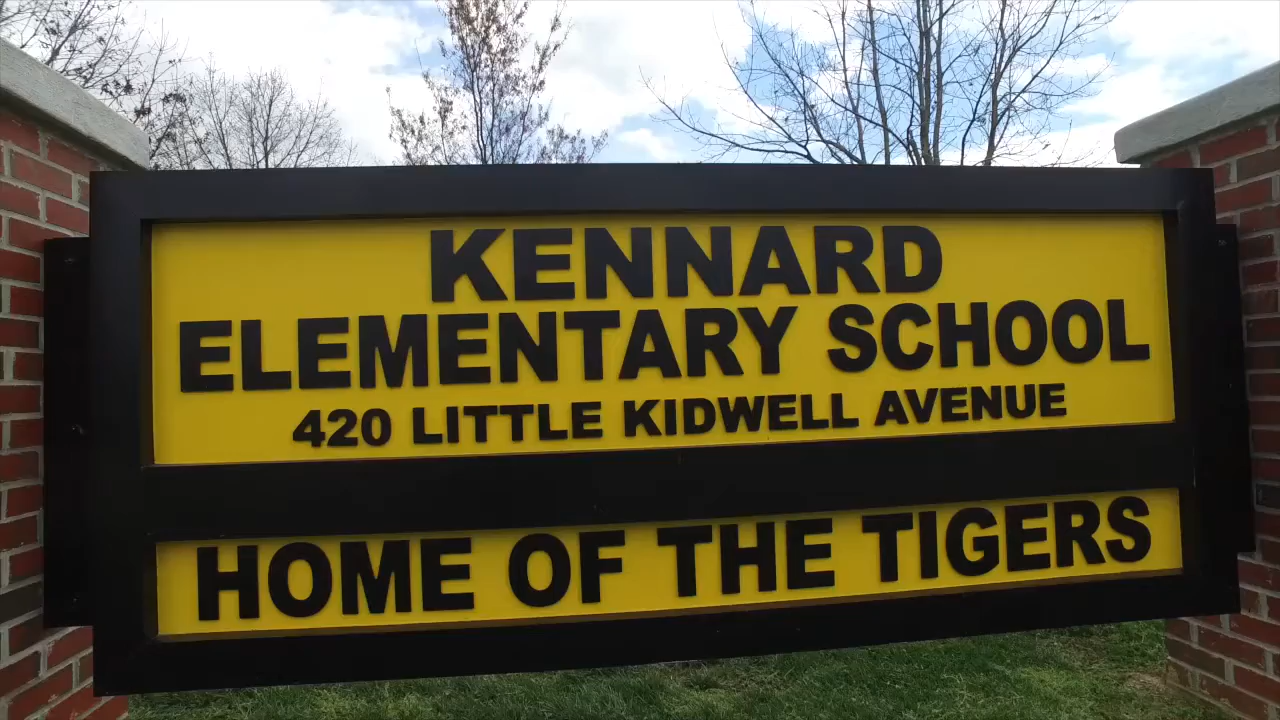 KENNARD
ELEMENTARY SCHOOL
420 LITTLE KIDWELL AVENUE
HOME OF THE TIGERS